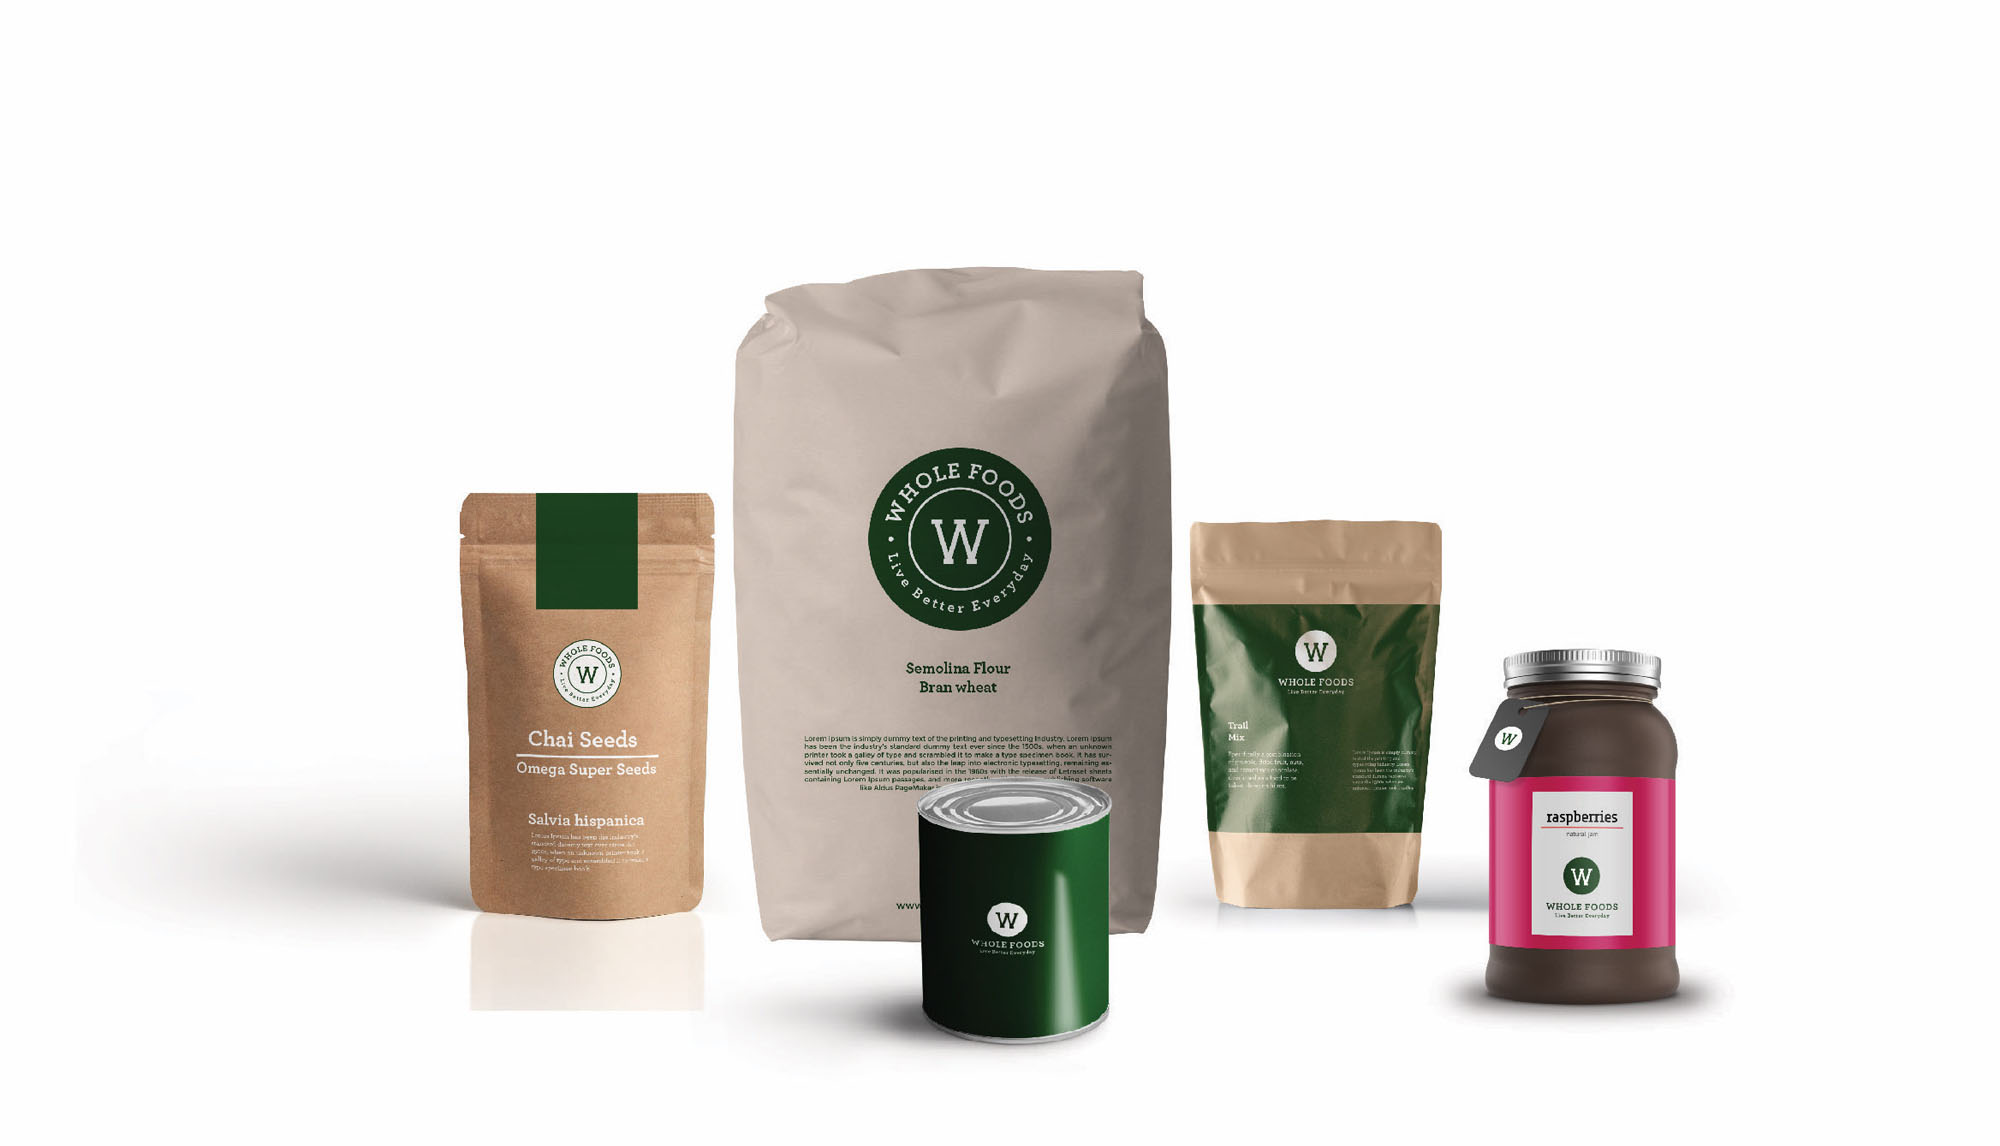 WHOLE FOODS
W
Live Better Everyday
Chai Seeds
Omega Super Seeds
Salvia hispanica
WHOLE FOODS
W
Live Better Everyday
Semolina Flour
Bran wheat
Lorem Ipsum is simply dummy text of the printing and typesetting industry. Lorem Ipsum
has been the industry's standard dummy text ever since the 1500s, when an unknown
printer took a galley of type and scrambled it to make a type specimen book. It has sur-
vived not only five centuries, but also the leap into electronic typesetting, remaining es-
sentially unchanged. It was popularised in the 1960s with the release of Letraset sheets
containing Lorem Ipsum passages, and more software
like Aldus PageMaker
www
W
WHOLE FOODS
Live Better Everyday
W
WHOLE FOODS
Live Better Everyday
Trail
Mix
W
raspberries
natural jam
W
WHOLE FOODS
Live Better Everyday